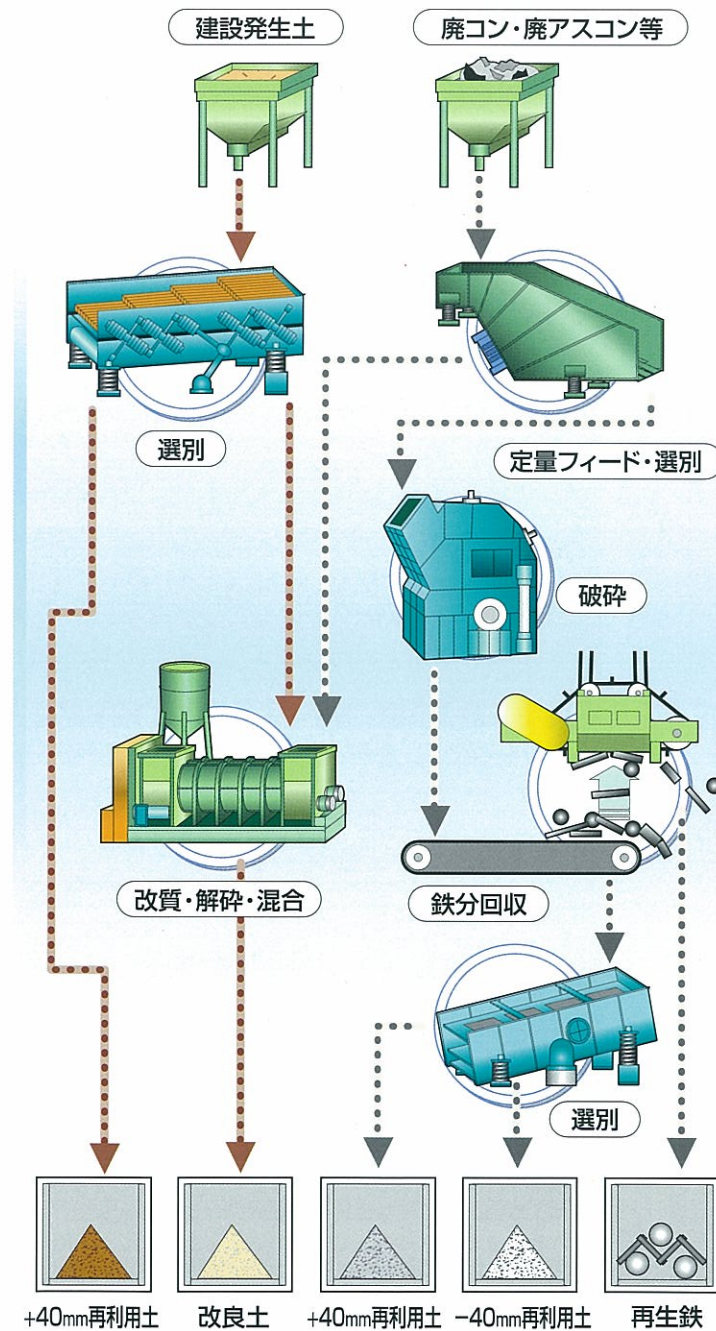 建設発生土
廃コン・廃アスコン等
選別
定量フィード・選別
破砕
改質・解砕・混合
鉄分回収
選別
+40mm再利用土
改良土
+40mm再利用土
−40mm再利用土
再生鉄